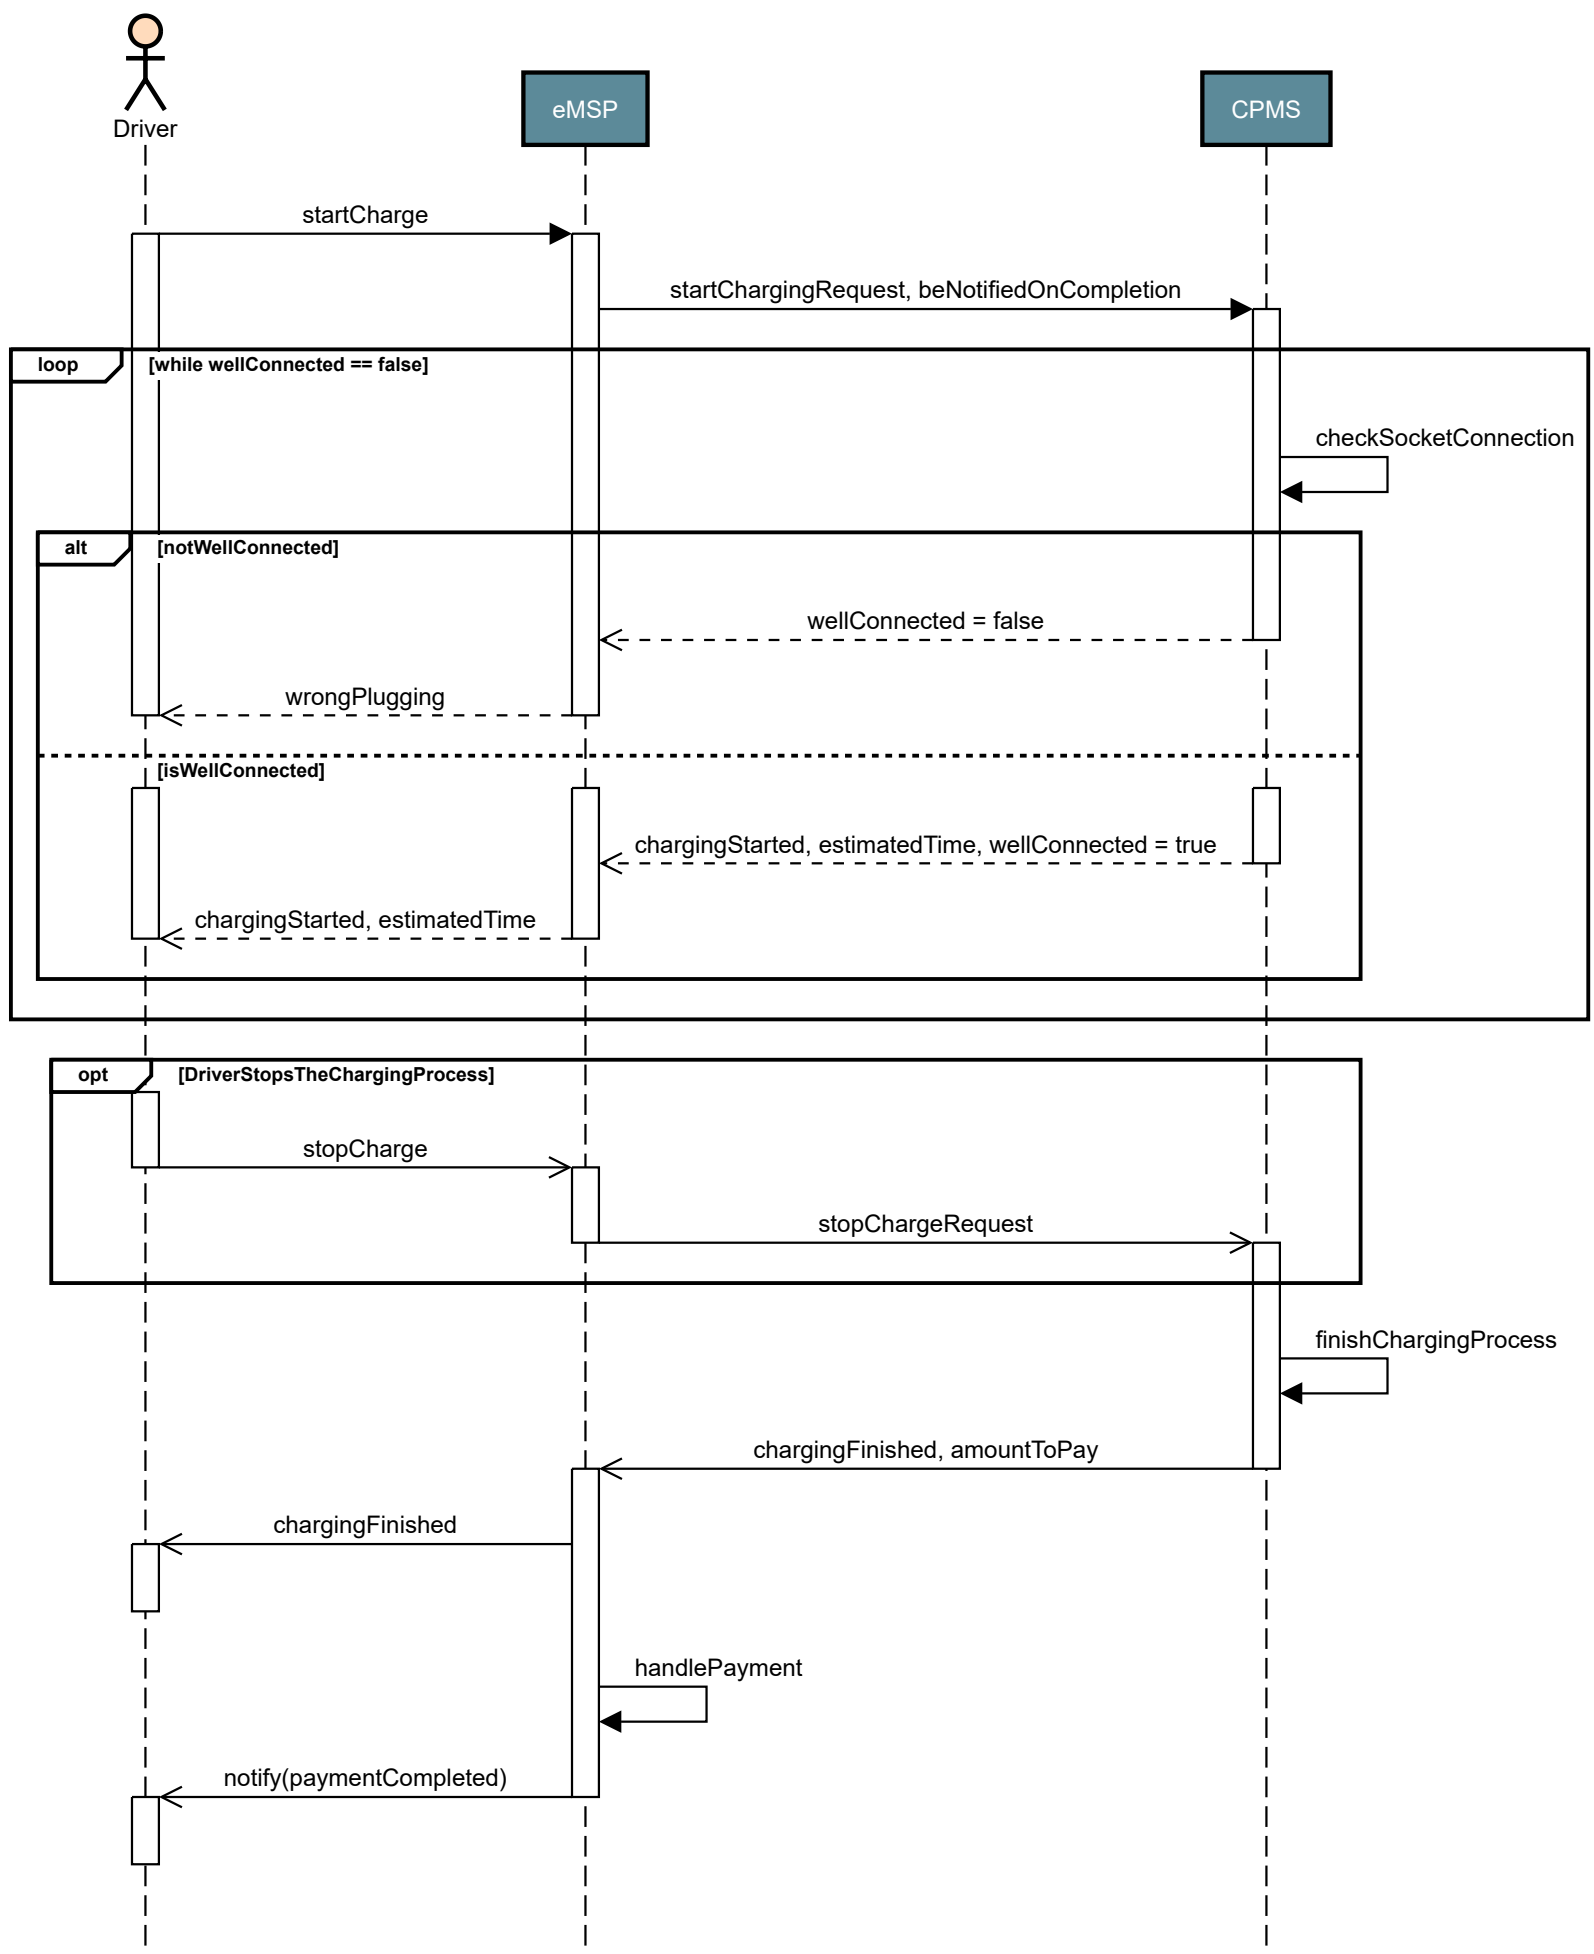 Driver
eMSP
CPMS
startCharge
startChargingRequest, beNotifiedOnCompletion
loop
[while wellConnected == false]
checkSocketConnection
alt
[notWellConnected]
wellConnected = false
wrongPlugging
[isWellConnected]
chargingStarted, estimatedTime, wellConnected = true
chargingStarted, estimatedTime
opt
[DriverStopsTheChargingProcess]
stopCharge
stopChargeRequest
finishChargingProcess
chargingFinished, amountToPay
chargingFinished
handlePayment
notify(paymentCompleted)